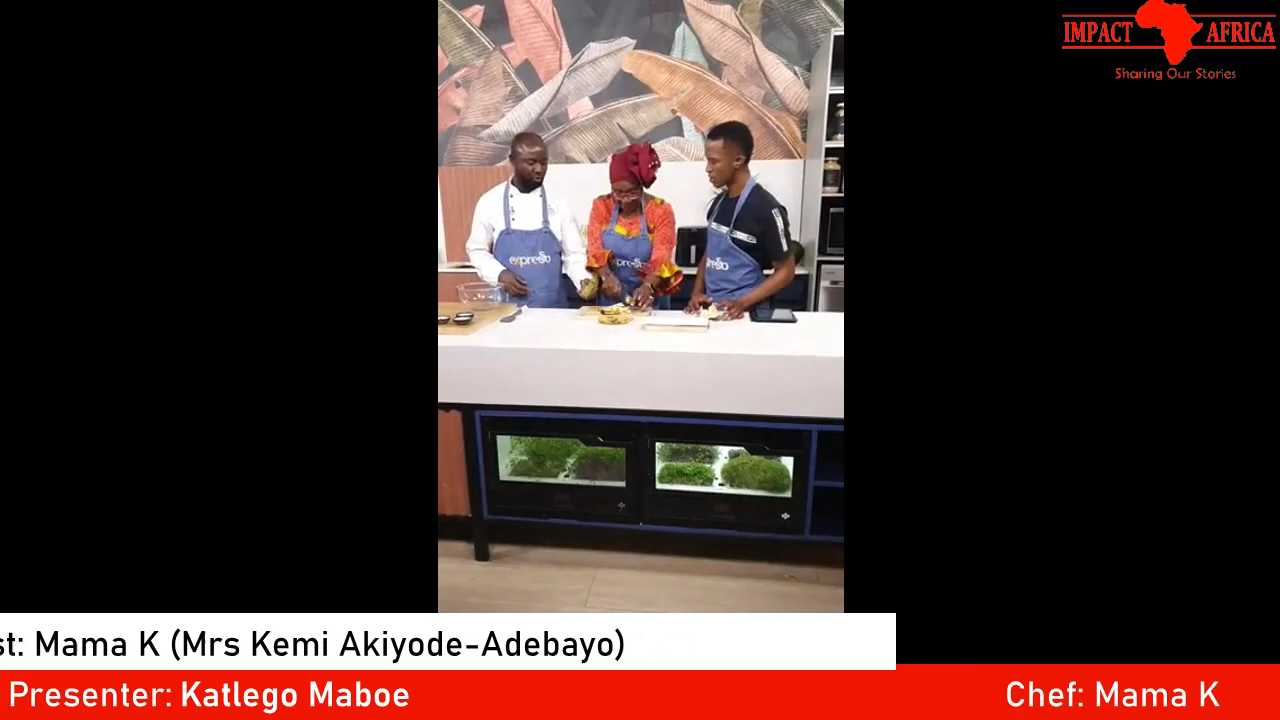 IMPACT AFRICA
Sharing Our Stories
expresso
expresso
expresso
st: Mama K (Mrs Kemi Akiyode-Adebayo)
Presenter: Katlego Maboe
Chef: Mama K